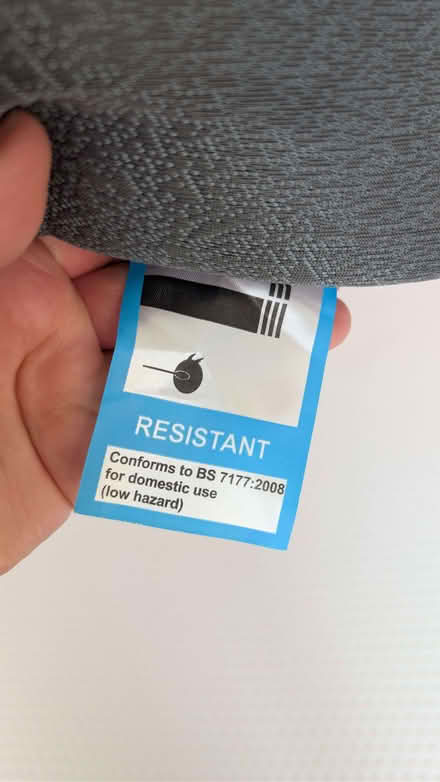 RESISTANT
Conforms to BS 7177:2008
for domestic use
(low hazard)